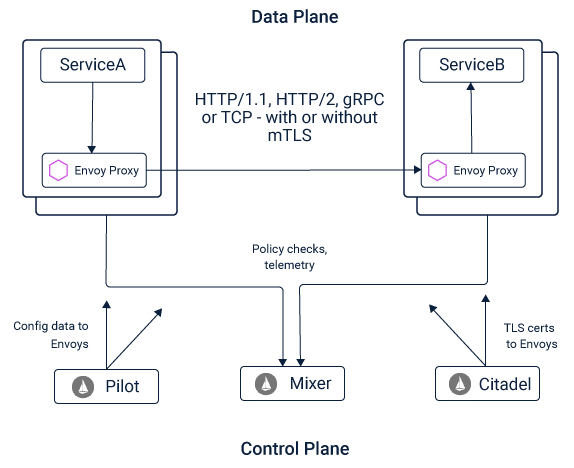 Data Plane
ServiceA
ServiceB
HTTP/1.1, HTTP/2, gRPC
or TCP - with or without
mTLS
Envoy Proxy
Envoy Proxy
Policy checks,
telemetry
Config data to
Envoys
TLS certs
to Envoys
Pilot
Mixer
Citadel
Control Plane